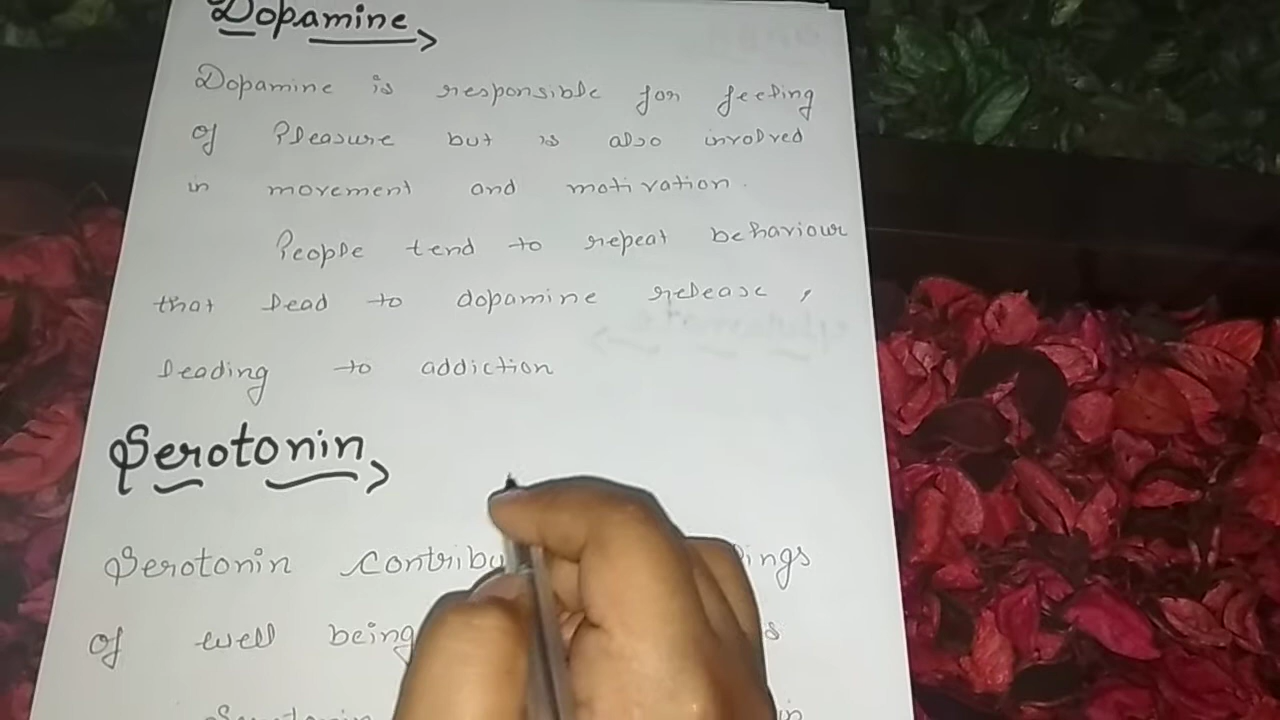 Dopamine
Dopamine is responsible for feeling
of Pleasure but is also involved
in movement and motivation.
People tend to repeat behaviour
that lead to dopamine release,
leading to addiction
Serotonin
Serotonin
of well being